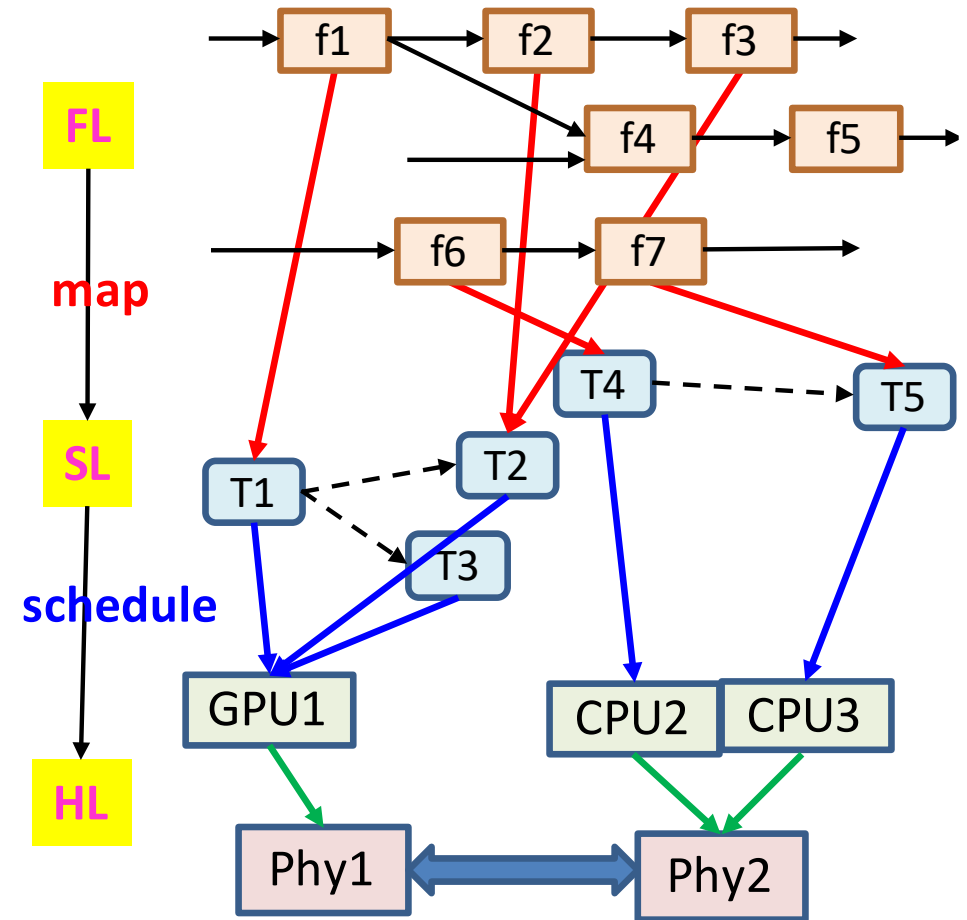 f1
f2
f3
FL
f4
f5
f6
f7
map
T4
T5
SL
T2
T1
T3
schedule
GPU1
CPU2
CPU3
HL
Phy1
Phy2